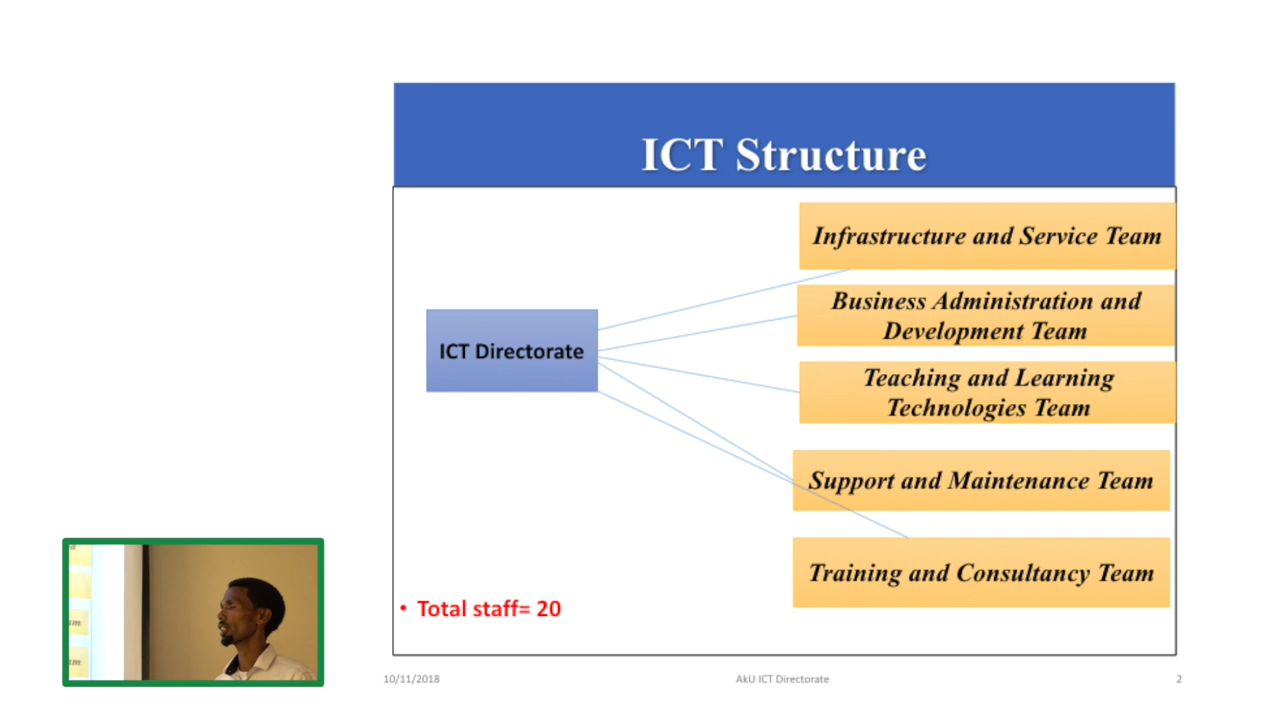 ICT Structure
Infrastructure and Service Team
Business Administration and
Development Team
ICT Directorate
Teaching and Learning
Technologies Team
Support and Maintenance Team
Training and Consultancy Team
• Total staff= 20
10/11/2018
AkU ICT Directorate
2